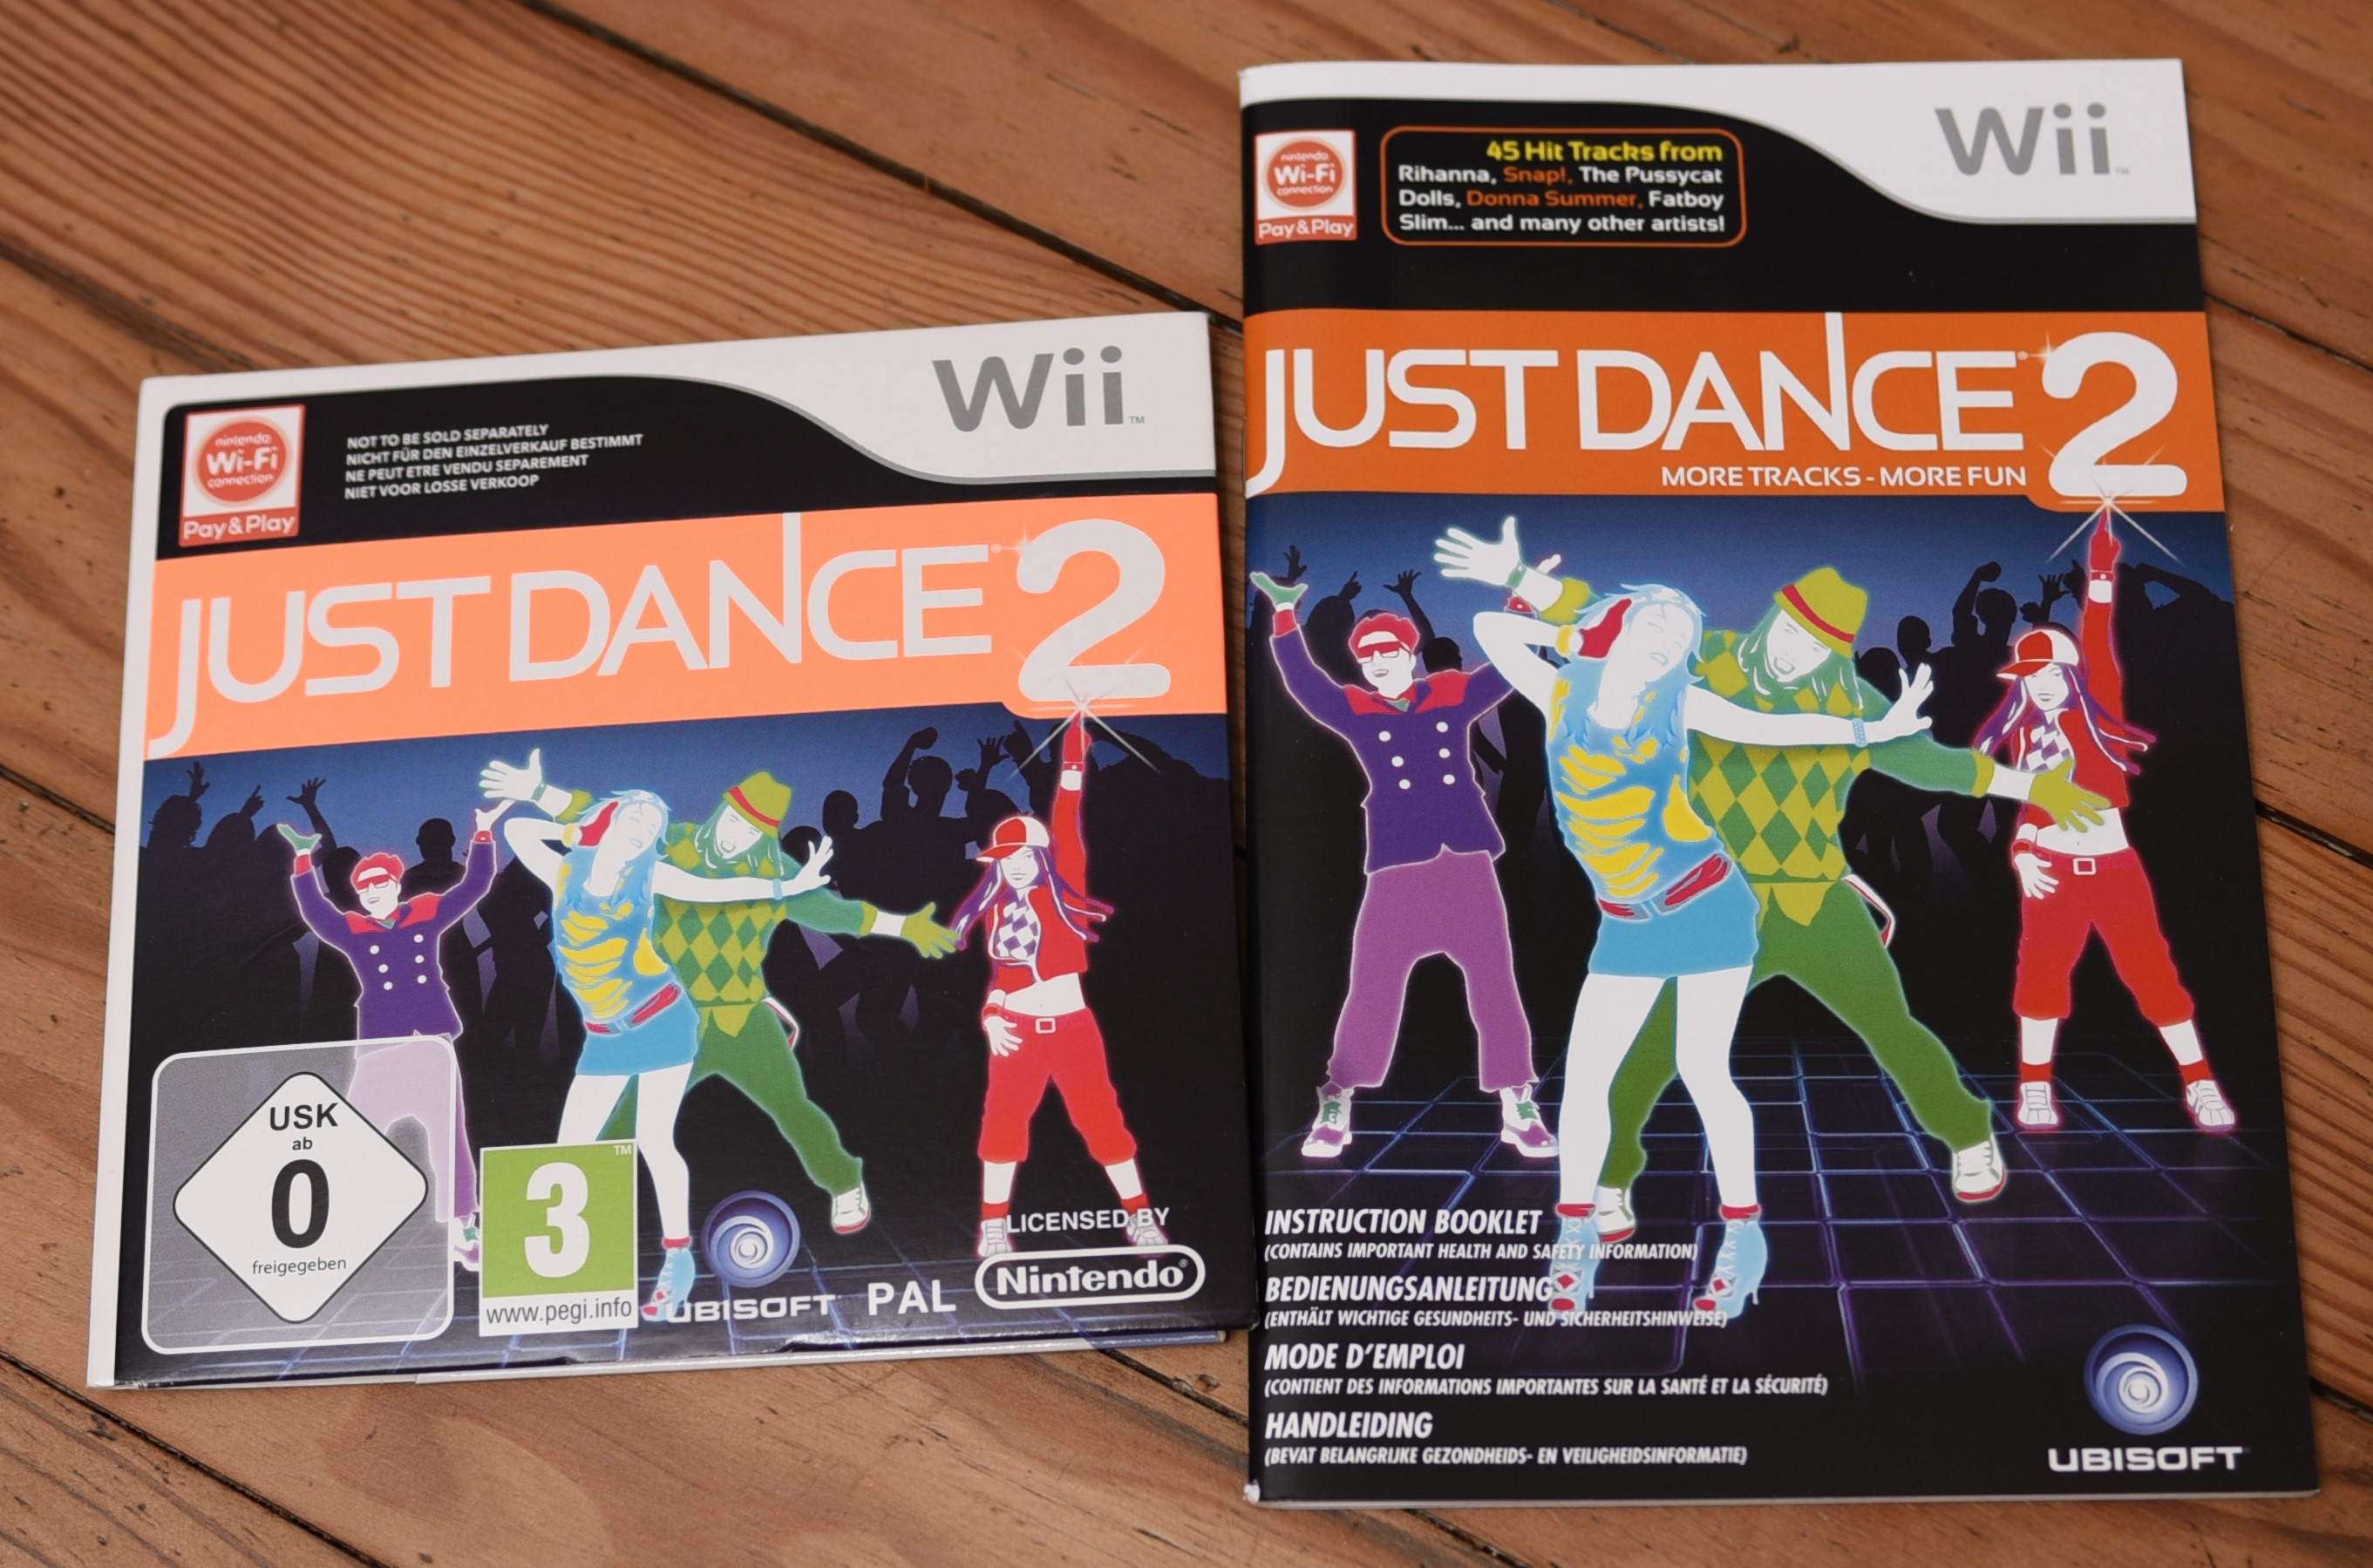 Wii™
nintendo
Wi-Fi
connection
Pay & Play
NOT TO BE SOLD SEPARATELY
NICHT FÜR DEN EINZELVERKAUF BESTIMMT
NE PEUT ETRE VENDU SEPAREMENT
NIET VOOR LOSSE VERKOOP
JUST DANCE® 2
USK
ab
0
freigegeben
3™
www.pegi.info
UBISOFT
PAL
LICENSED BY
Nintendo®
Wii™
nintendo
Wi-Fi
connection
Pay & Play
45 Hit Tracks from
Rihanna, Snap!, The Pussycat
Dolls, Donna Summer, Fatboy
Slim... and many other artists!
JUST DANCE® 2
MORE TRACKS - MORE FUN
INSTRUCTION BOOKLET
(CONTAINS IMPORTANT HEALTH AND SAFETY INFORMATION)
BEDIENUNGSANLEITUNG
(ENTHÄLT WICHTIGE GESUNDHEITS- UND SICHERHEITSHINWEISE)
MODE D'EMPLOI
(CONTIENT DES INFORMATIONS IMPORTANTES SUR LA SANTÉ ET LA SÉCURITÉ)
HANDLEIDING
(BEVAT BELANGRIJKE GEZONDHEIDS- EN VEILIGHEIDSINFORMATIE)
UBISOFT